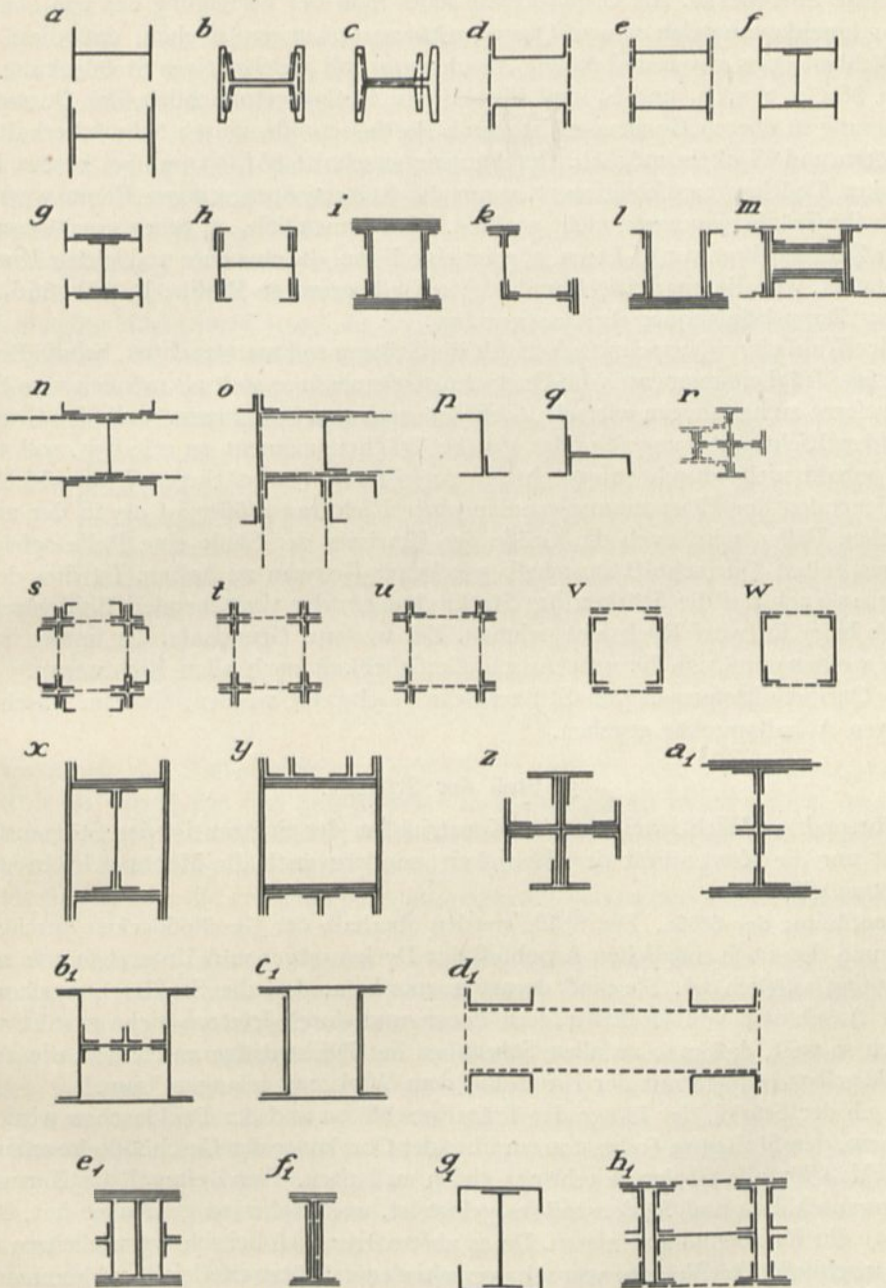 a b c d e f
g h i k l m
n o p q r
s t u v w
x y z a₁
b₁ c₁ d₁
e₁ f₁ g₁ h₁